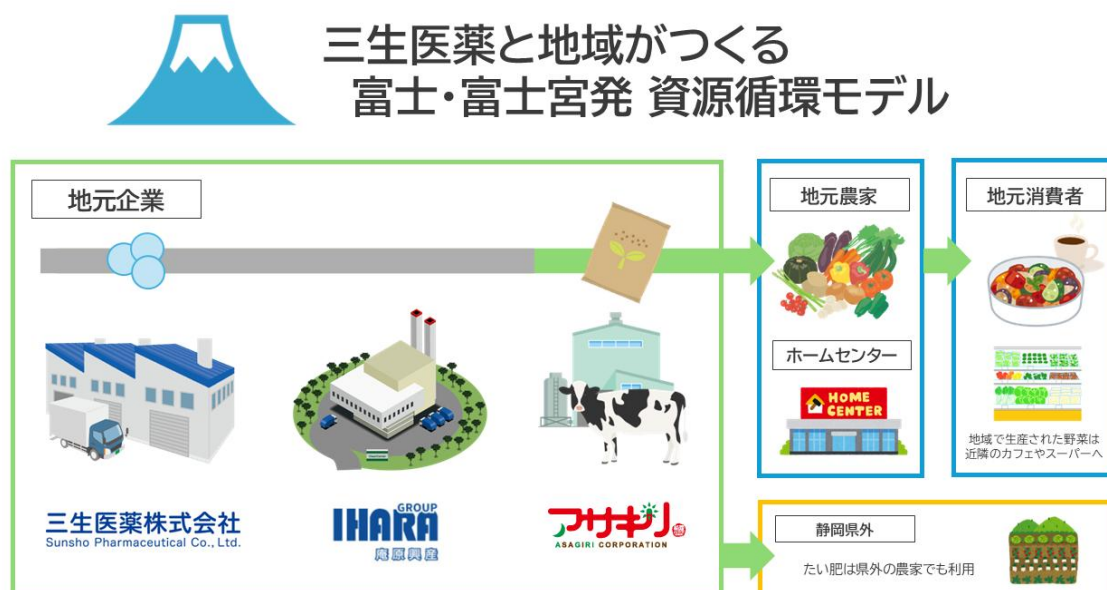 三生医薬と地域がつくる
富士・富士宮発 資源循環モデル
地元企業
三生医薬株式会社
Sunsho Pharmaceutical Co., Ltd.
GROUP
IHARA
庵原興産
アサギリ
ASAGIRI CORPORATION
地元農家
ホームセンター
HOME
CENTER
地元消費者
地域で生産された野菜は
近隣のカフェやスーパーへ
静岡県外
たい肥は県外の農家でも利用